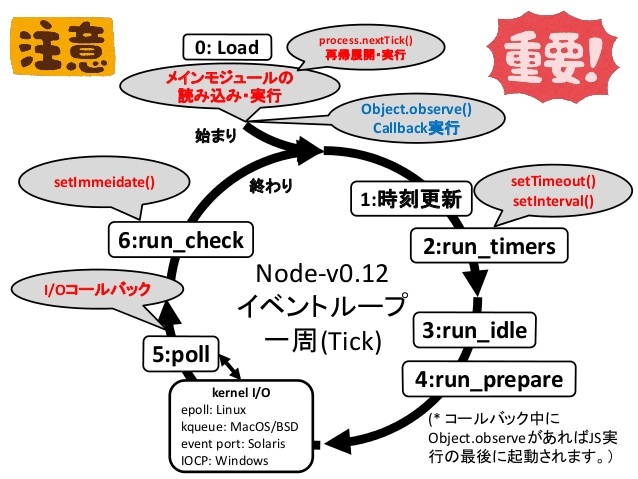 注意
0: Load
process.nextTick()
再帰展開・実行
重要!
メインモジュールの
読み込み・実行
Object.observe()
Callback実行
始まり
終わり
setImmeidate()
1:時刻更新
setTimeout()
setInterval()
6:run_check
2:run_timers
Node-v0.12
イベントループ
一周(Tick)
I/Oコールバック
3:run_idle
5:poll
4:run_prepare
kernel I/O
epoll: Linux
kqueue: MacOS/BSD
event port: Solaris
IOCP: Windows
(* コールバック中に
Object.observeがあればJS実
行の最後に起動されます。)